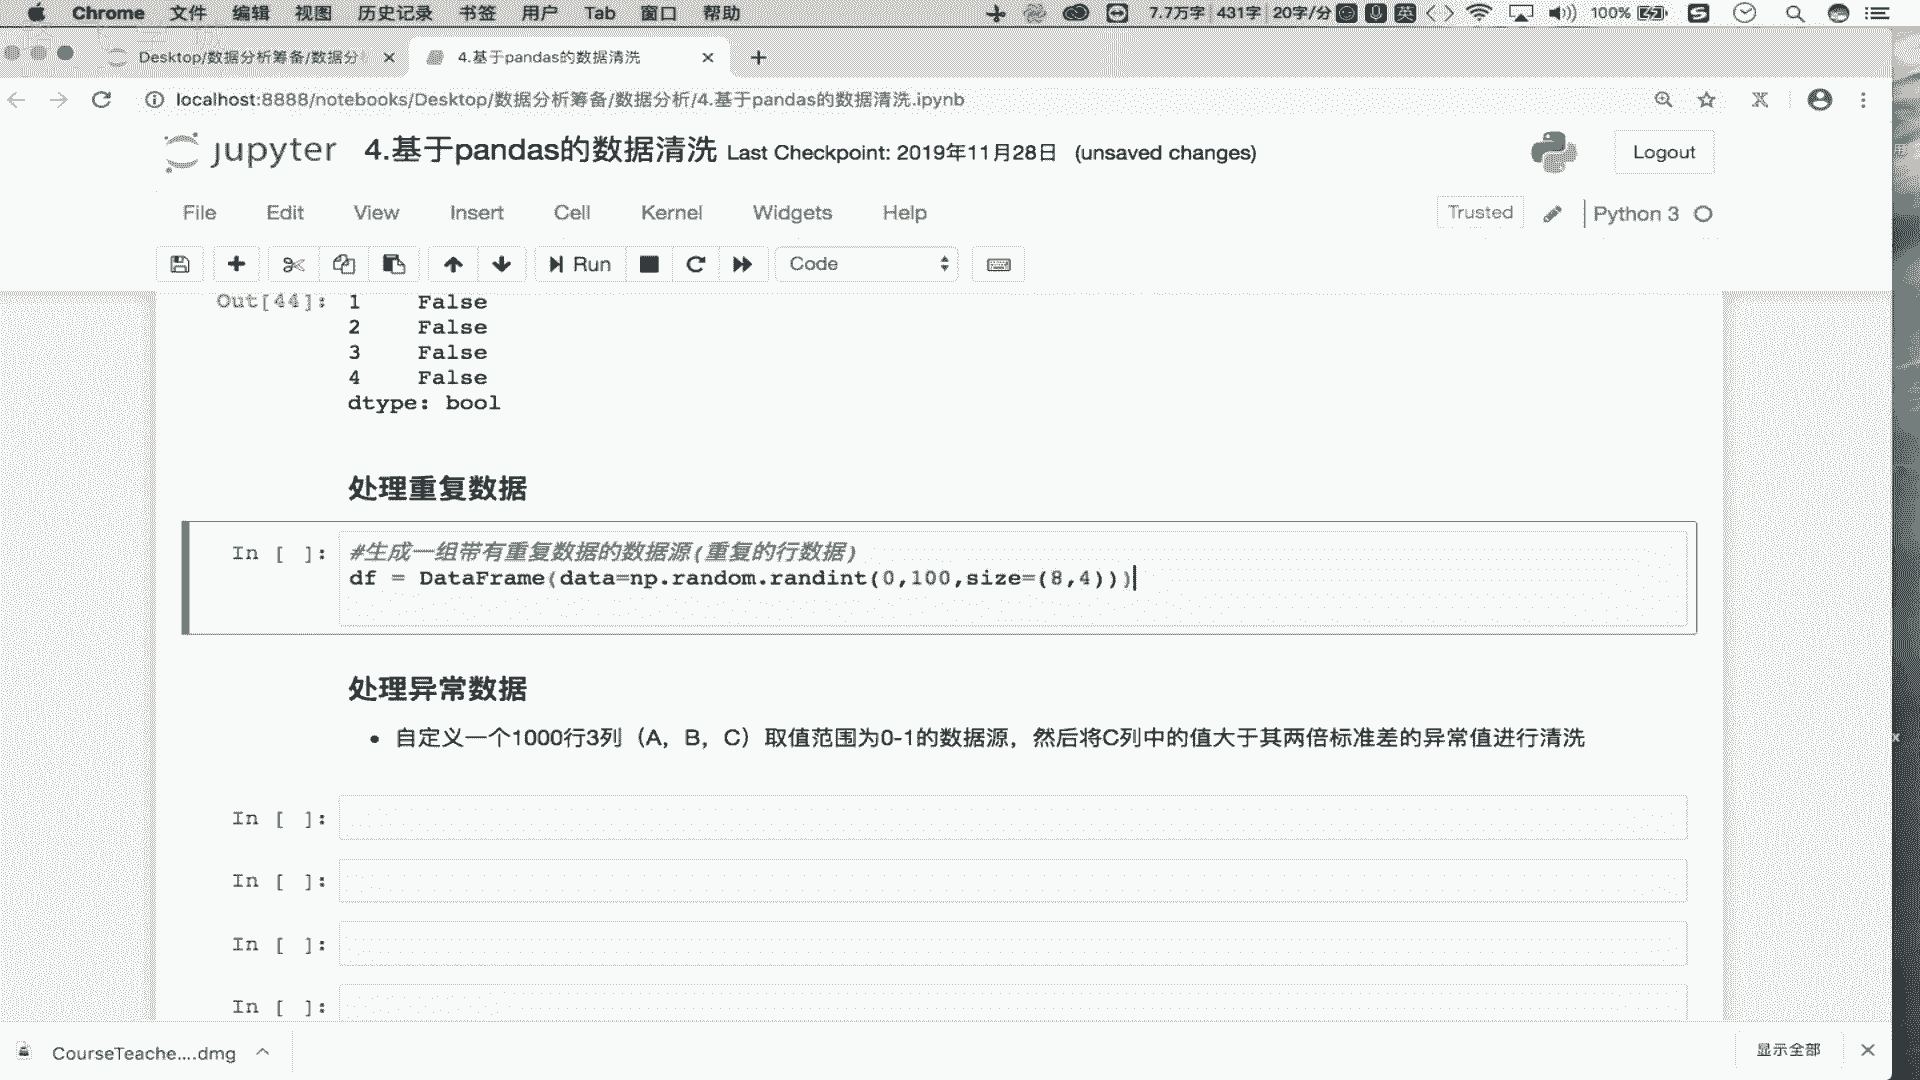 Chrome 文件 编辑 视图 历史记录 书签 用户 Tab 窗口 帮助 7.7万字 431字 20字/分 英 100%
Desktop/数据分析筹备/数据分 4.基于pandas的数据清洗
localhost:8888/notebooks/Desktop/数据分析筹备/数据分析/4.基于pandas的数据清洗.ipynb
jupyter 4.基于pandas的数据清洗 Last Checkpoint: 2019年11月28日 (unsaved changes) Logout
File Edit View Insert Cell Kernel Widgets Help Trusted Python 3
Run Code
Out[44]: 1 False
2 False
3 False
4 False
dtype: bool
处理重复数据
In [ ]: #生成一组带有重复数据的数据源(重复的行数据)
df = DataFrame(data=np.random.randint(0,100,size=(8,4)))
处理异常数据
• 自定义一个1000行3列（A，B，C）取值范围为0-1的数据源，然后将C列中的值大于其两倍标准差的异常值进行清洗
In [ ]:
In [ ]:
In [ ]:
In [ ]:
CourseTeache....dmg 显示全部